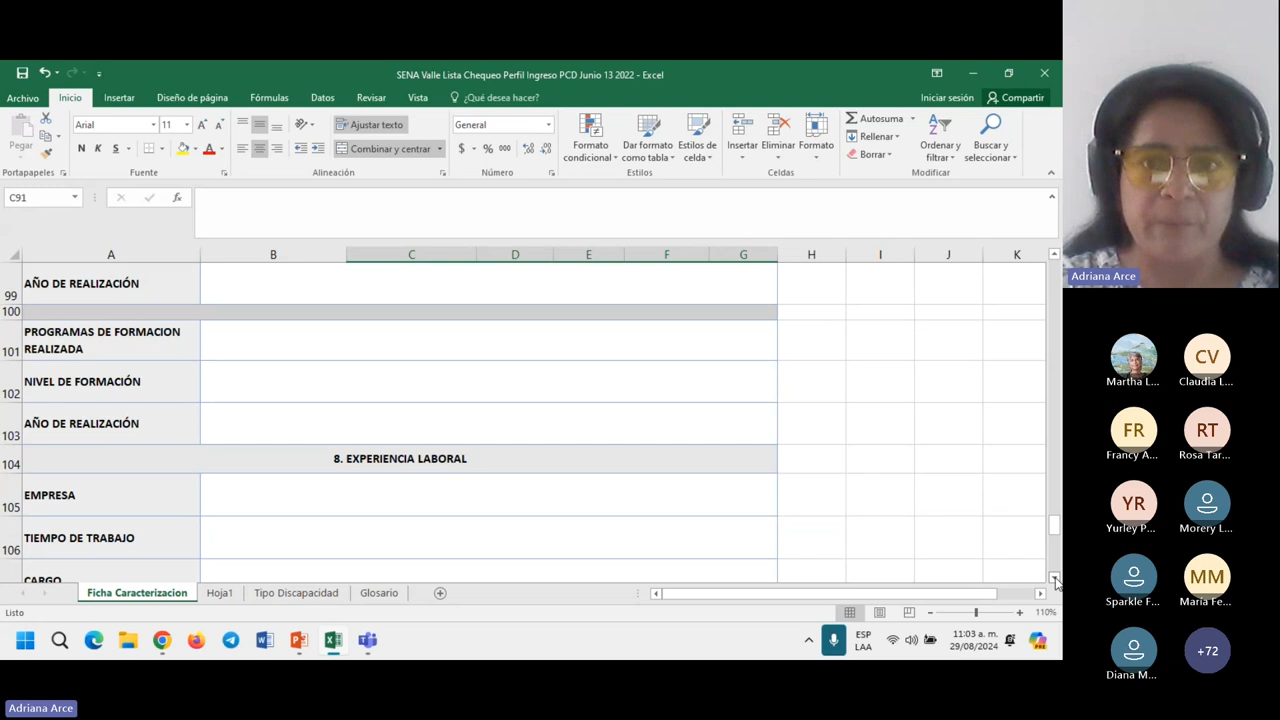 SENA Valle Lista Chequeo Perfil Ingreso PCD Junio 13 2022 - Excel
Archivo Inicio Insertar Diseño de página Fórmulas Datos Revisar Vista ¿Qué desea hacer? Iniciar sesión Compartir
Pegar
Portapapeles
Arial 11
N K S
Fuente
Ajustar texto
Combinar y centrar
Alineación
General
$ % 000
Número
Formato condicional
Dar formato como tabla
Estilos de celda
Estilos
Insertar Eliminar Formato
Celdas
Autosuma
Rellenar
Borrar
Ordenar y filtrar
Buscar y seleccionar
Modificar
C91
A B C D E F G H I J K
99 AÑO DE REALIZACIÓN
100
101 PROGRAMAS DE FORMACION
REALIZADA
102 NIVEL DE FORMACIÓN
103 AÑO DE REALIZACIÓN
104 8. EXPERIENCIA LABORAL
105 EMPRESA
106 TIEMPO DE TRABAJO
CARGO
Ficha Caracterizacion Hoja1 Tipo Discapacidad Glosario
Listo
110%
ESP
LAA
11:03 a. m.
29/08/2024
Adriana Arce
Martha L...
CV
Claudia L...
FR
Francy A...
RT
Rosa Tar...
YR
Yurley P...
Morery L...
Sparkle F...
MM
Maria Fe...
Diana M...
+72
Adriana Arce